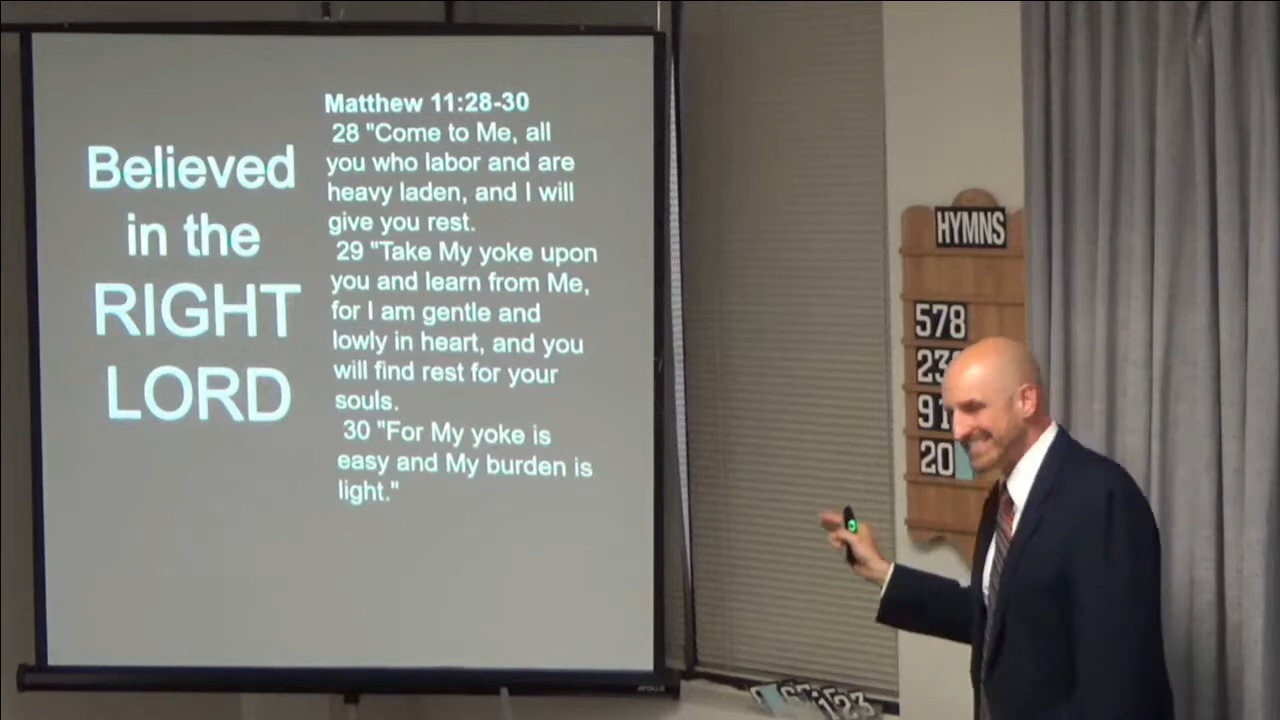 Believed
in the
RIGHT
LORD
Matthew 11:28-30
28 "Come to Me, all
you who labor and are
heavy laden, and I will
give you rest.
29 "Take My yoke upon
you and learn from Me,
for I am gentle and
lowly in heart, and you
will find rest for your
souls.
30 "For My yoke is
easy and My burden is
light."
HYMNS
578
23
91
20
APOLLO